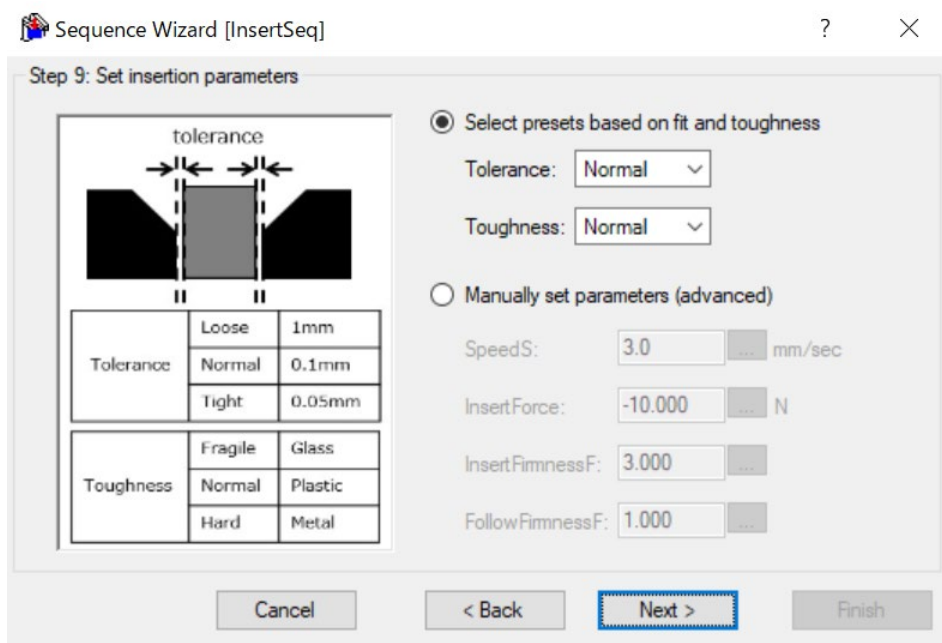 Sequence Wizard [InsertSeq]
?
Step 9: Set insertion parameters
tolerance
Tolerance
Loose 1mm
Normal 0.1mm
Tight 0.05mm
Toughness
Fragile Glass
Normal Plastic
Hard Metal
Select presets based on fit and toughness
Tolerance: Normal
Toughness: Normal
Manually set parameters (advanced)
SpeedS: 3.0 ... mm/sec
InsertForce: -10.000 ... N
InsertFirmnessF: 3.000 ...
FollowFirmnessF: 1.000 ...
Cancel
< Back
Next >
Finish